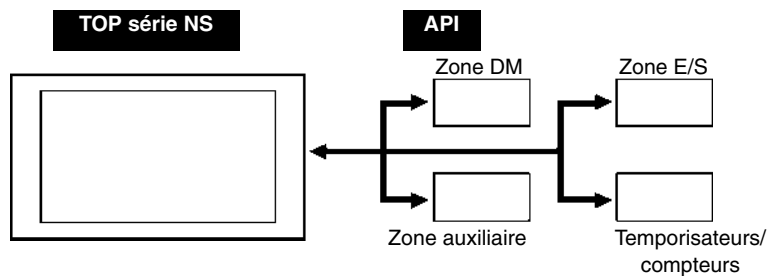 TOP série NS
API
Zone DM
Zone E/S
Zone auxiliaire
Temporisateurs/
compteurs